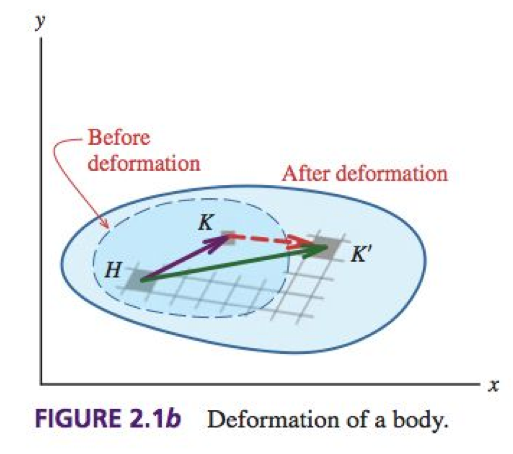 y
Before
deformation
After deformation
K
H
K'
x
FIGURE 2.1b Deformation of a body.